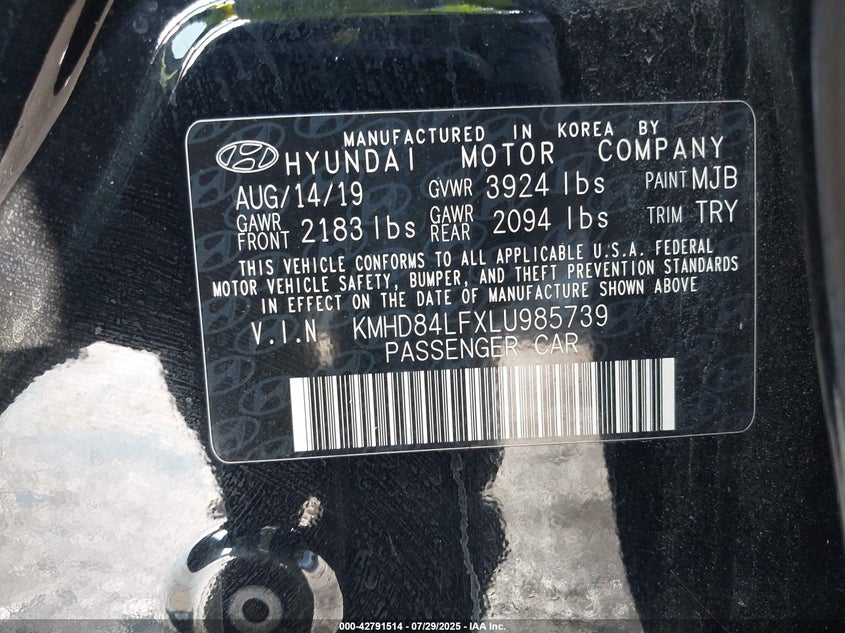 MANUFACTURED IN KOREA BY
HYUNDAI MOTOR COMPANY
AUG/14/19 GVWR 3924 lbs PAINT MJB
GAWR FRONT 2183 lbs GAWR REAR 2094 lbs TRIM TRY
THIS VEHICLE CONFORMS TO ALL APPLICABLE U.S.A. FEDERAL
MOTOR VEHICLE SAFETY, BUMPER, AND THEFT PREVENTION STANDARDS
IN EFFECT ON THE DATE OF MANUFACTURE SHOWN ABOVE
V.I.N KMHD84LFXLU985739
PASSENGER CAR
000-42791514 - 07/29/2025 - IAA Inc.